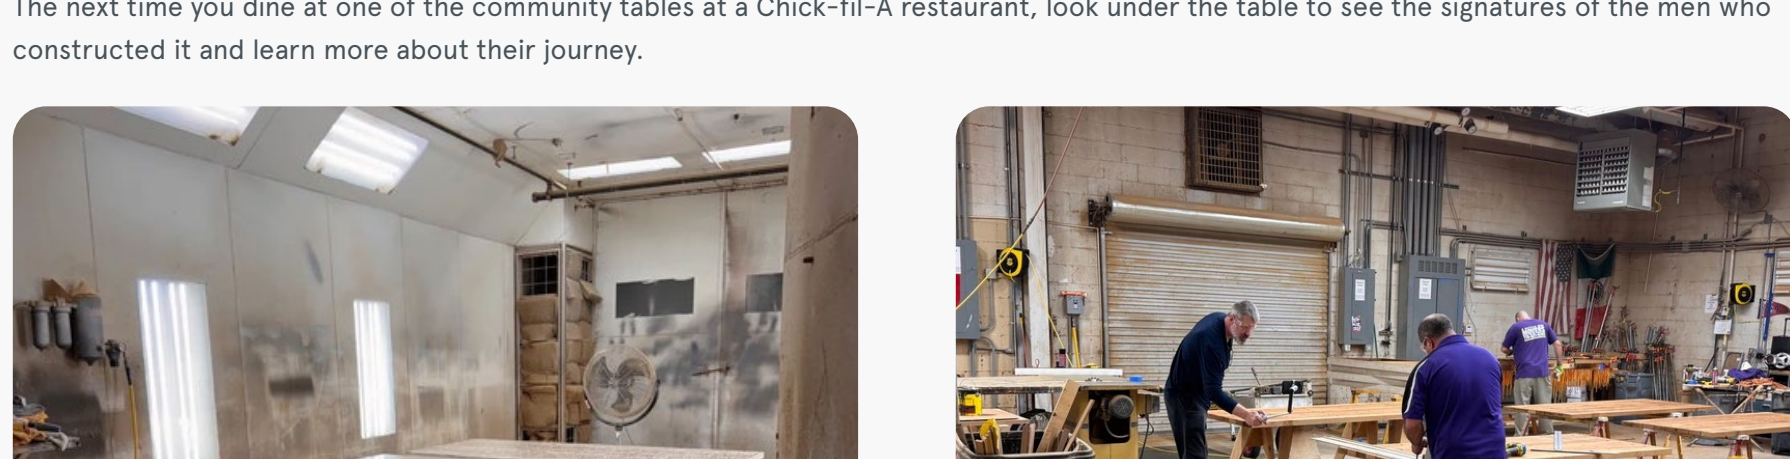 The next time you dine at one of the community tables at a Chick-fil-A restaurant, look under the table to see the signatures of the men who
constructed it and learn more about their journey.